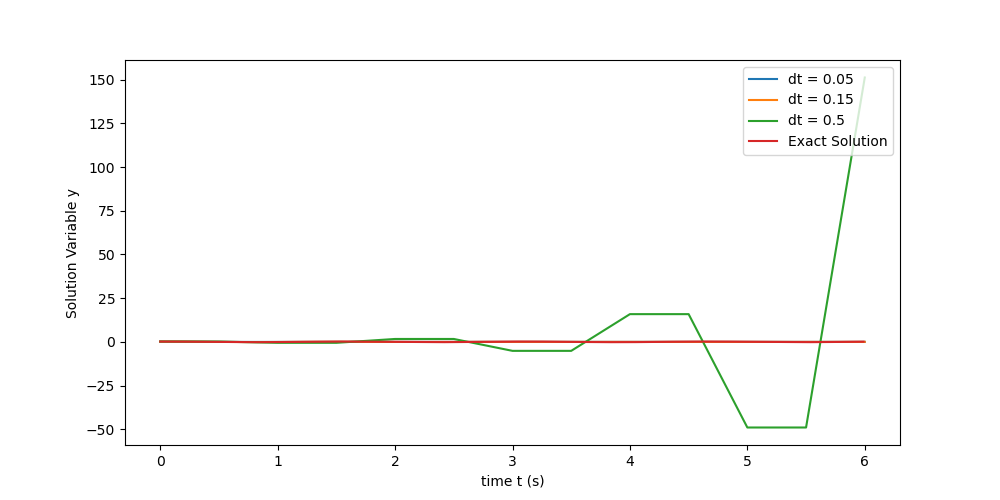 150
125
100
75
50
25
0
−25
−50
Solution Variable y
0 1 2 3 4 5 6
time t (s)
dt = 0.05
dt = 0.15
dt = 0.5
Exact Solution